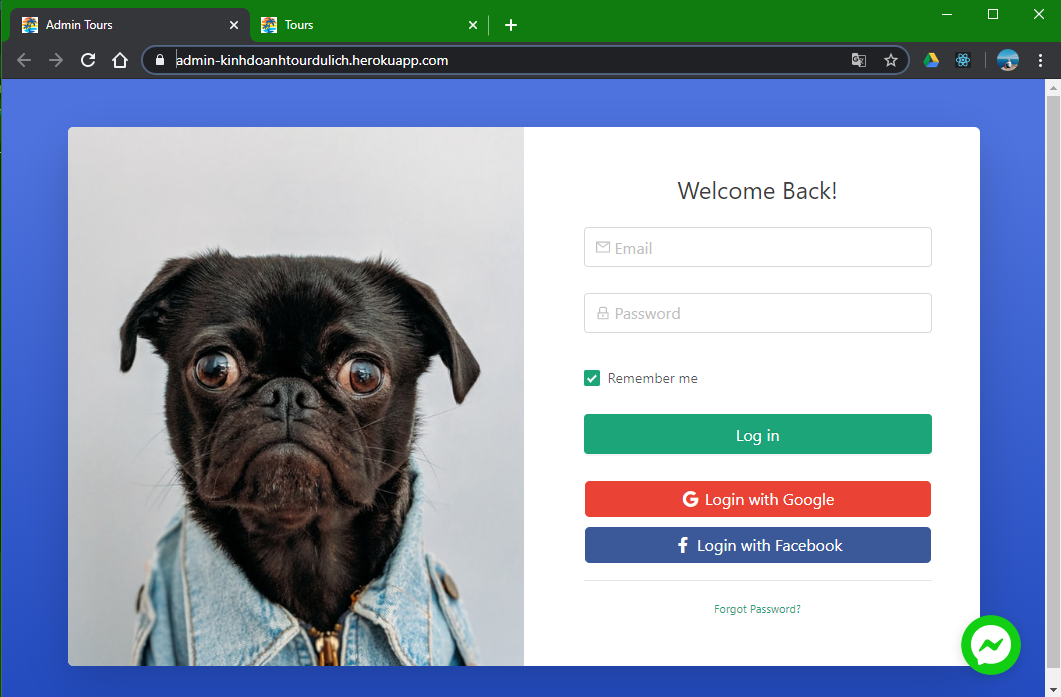 Admin Tours
Tours
admin-kinhdoanhtourdulich.herokuapp.com
Welcome Back!
Email
Password
Remember me
Log in
G Login with Google
f Login with Facebook
Forgot Password?